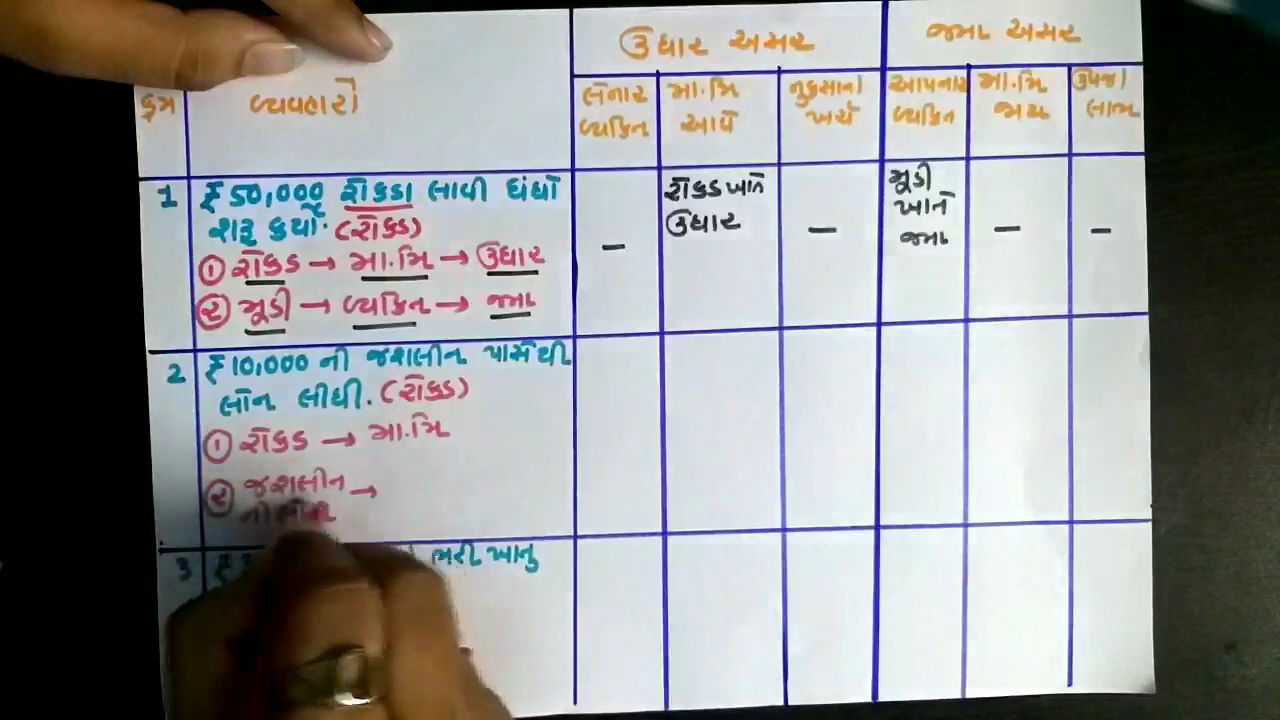 ઉધાર અસર
જમા અસર
ક્રમ
વ્યવહારો
લેનાર
વ્યકિત
મા.મિ
આવે
નુકસાન/
ખર્ચ
આપનાર
વ્યકિત
મા.મિ
જાય
ઉપજ/
લાભ
1
₹ 50,000 રોકડા લાવી ધંધો
શરૂ કર્યો. (રોકડ)
① રોકડ → મા.મિ → ઉધાર
② મૂડી → વ્યકિત → જમા
–
રોકડ ખાતે
ઉધાર
–
મૂડી
ખાતે
જમા
–
–
2
₹ 10,000 ની જશલીન પાસેથી
લોન લીધી. (રોકડ)
① રોકડ → મા.મિ
② જશલીન →
3
₹ ભરી ખાતુ